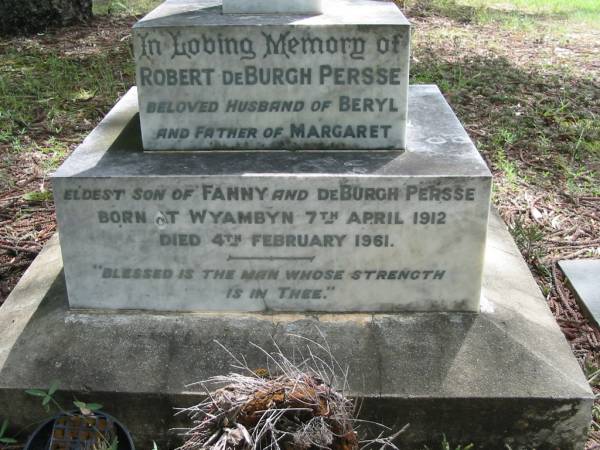 In Loving Memory of
ROBERT DEBURGH PERSSE
BELOVED HUSBAND OF BERYL
AND FATHER OF MARGARET
ELDEST SON OF FANNY AND DEBURGH PERSSE
BORN AT WYAMBYN 7TH APRIL 1912
DIED 4TH FEBRUARY 1961.
"BLESSED IS THE MAN WHOSE STRENGTH
IS IN THEE."